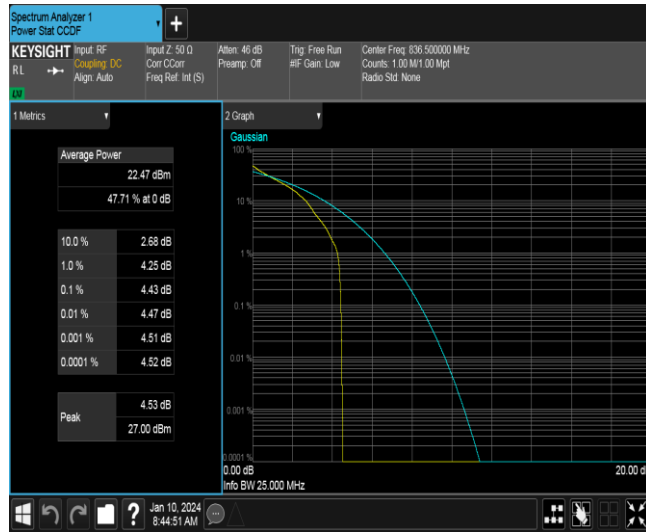 Spectrum Analyzer 1
Power Stat CCDF
+
KEYSIGHT
RL
LXI
Input: RF
Coupling: DC
Align: Auto
Input Z: 50 Ω
Corr CCorr
Freq Ref: Int (S)
Atten: 46 dB
Preamp: Off
Trig: Free Run
#IF Gain: Low
Center Freq: 836.500000 MHz
Counts: 1.00 M/1.00 Mpt
Radio Std: None
1 Metrics
Average Power
22.47 dBm
47.71 % at 0 dB
10.0 % 2.68 dB
1.0 % 4.25 dB
0.1 % 4.43 dB
0.01 % 4.47 dB
0.001 % 4.51 dB
0.0001 % 4.52 dB
Peak
4.53 dB
27.00 dBm
2 Graph
Gaussian
100 %
10 %
1 %
0.1 %
0.01 %
0.001 %
0.0001 %
0.00 dB
20.00 d
Info BW 25.000 MHz
?
Jan 10, 2024
8:44:51 AM